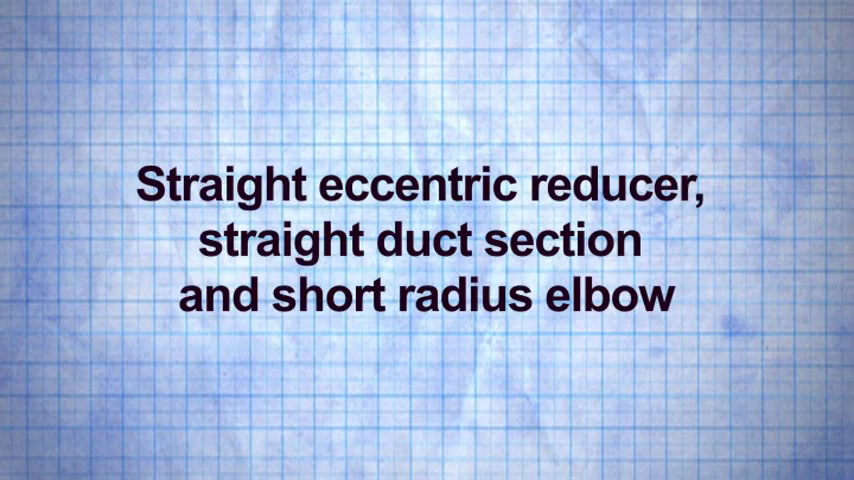 Straight eccentric reducer,
straight duct section
and short radius elbow